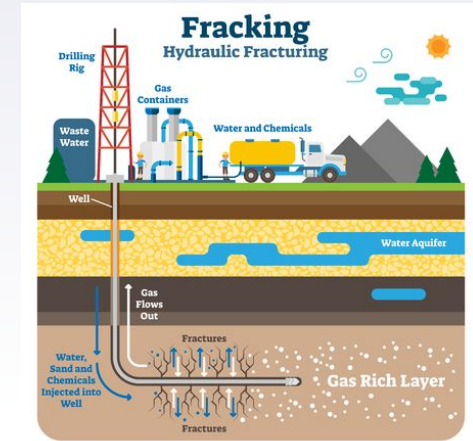 Fracking
Hydraulic Fracturing
Drilling
Rig
Gas
Containers
Water and Chemicals
Waste
Water
Well
Water Aquifer
Gas
Flows
Out
Water,
Sand and
Chemicals
Injected into
Well
Fractures
Gas Rich Layer
Fractures